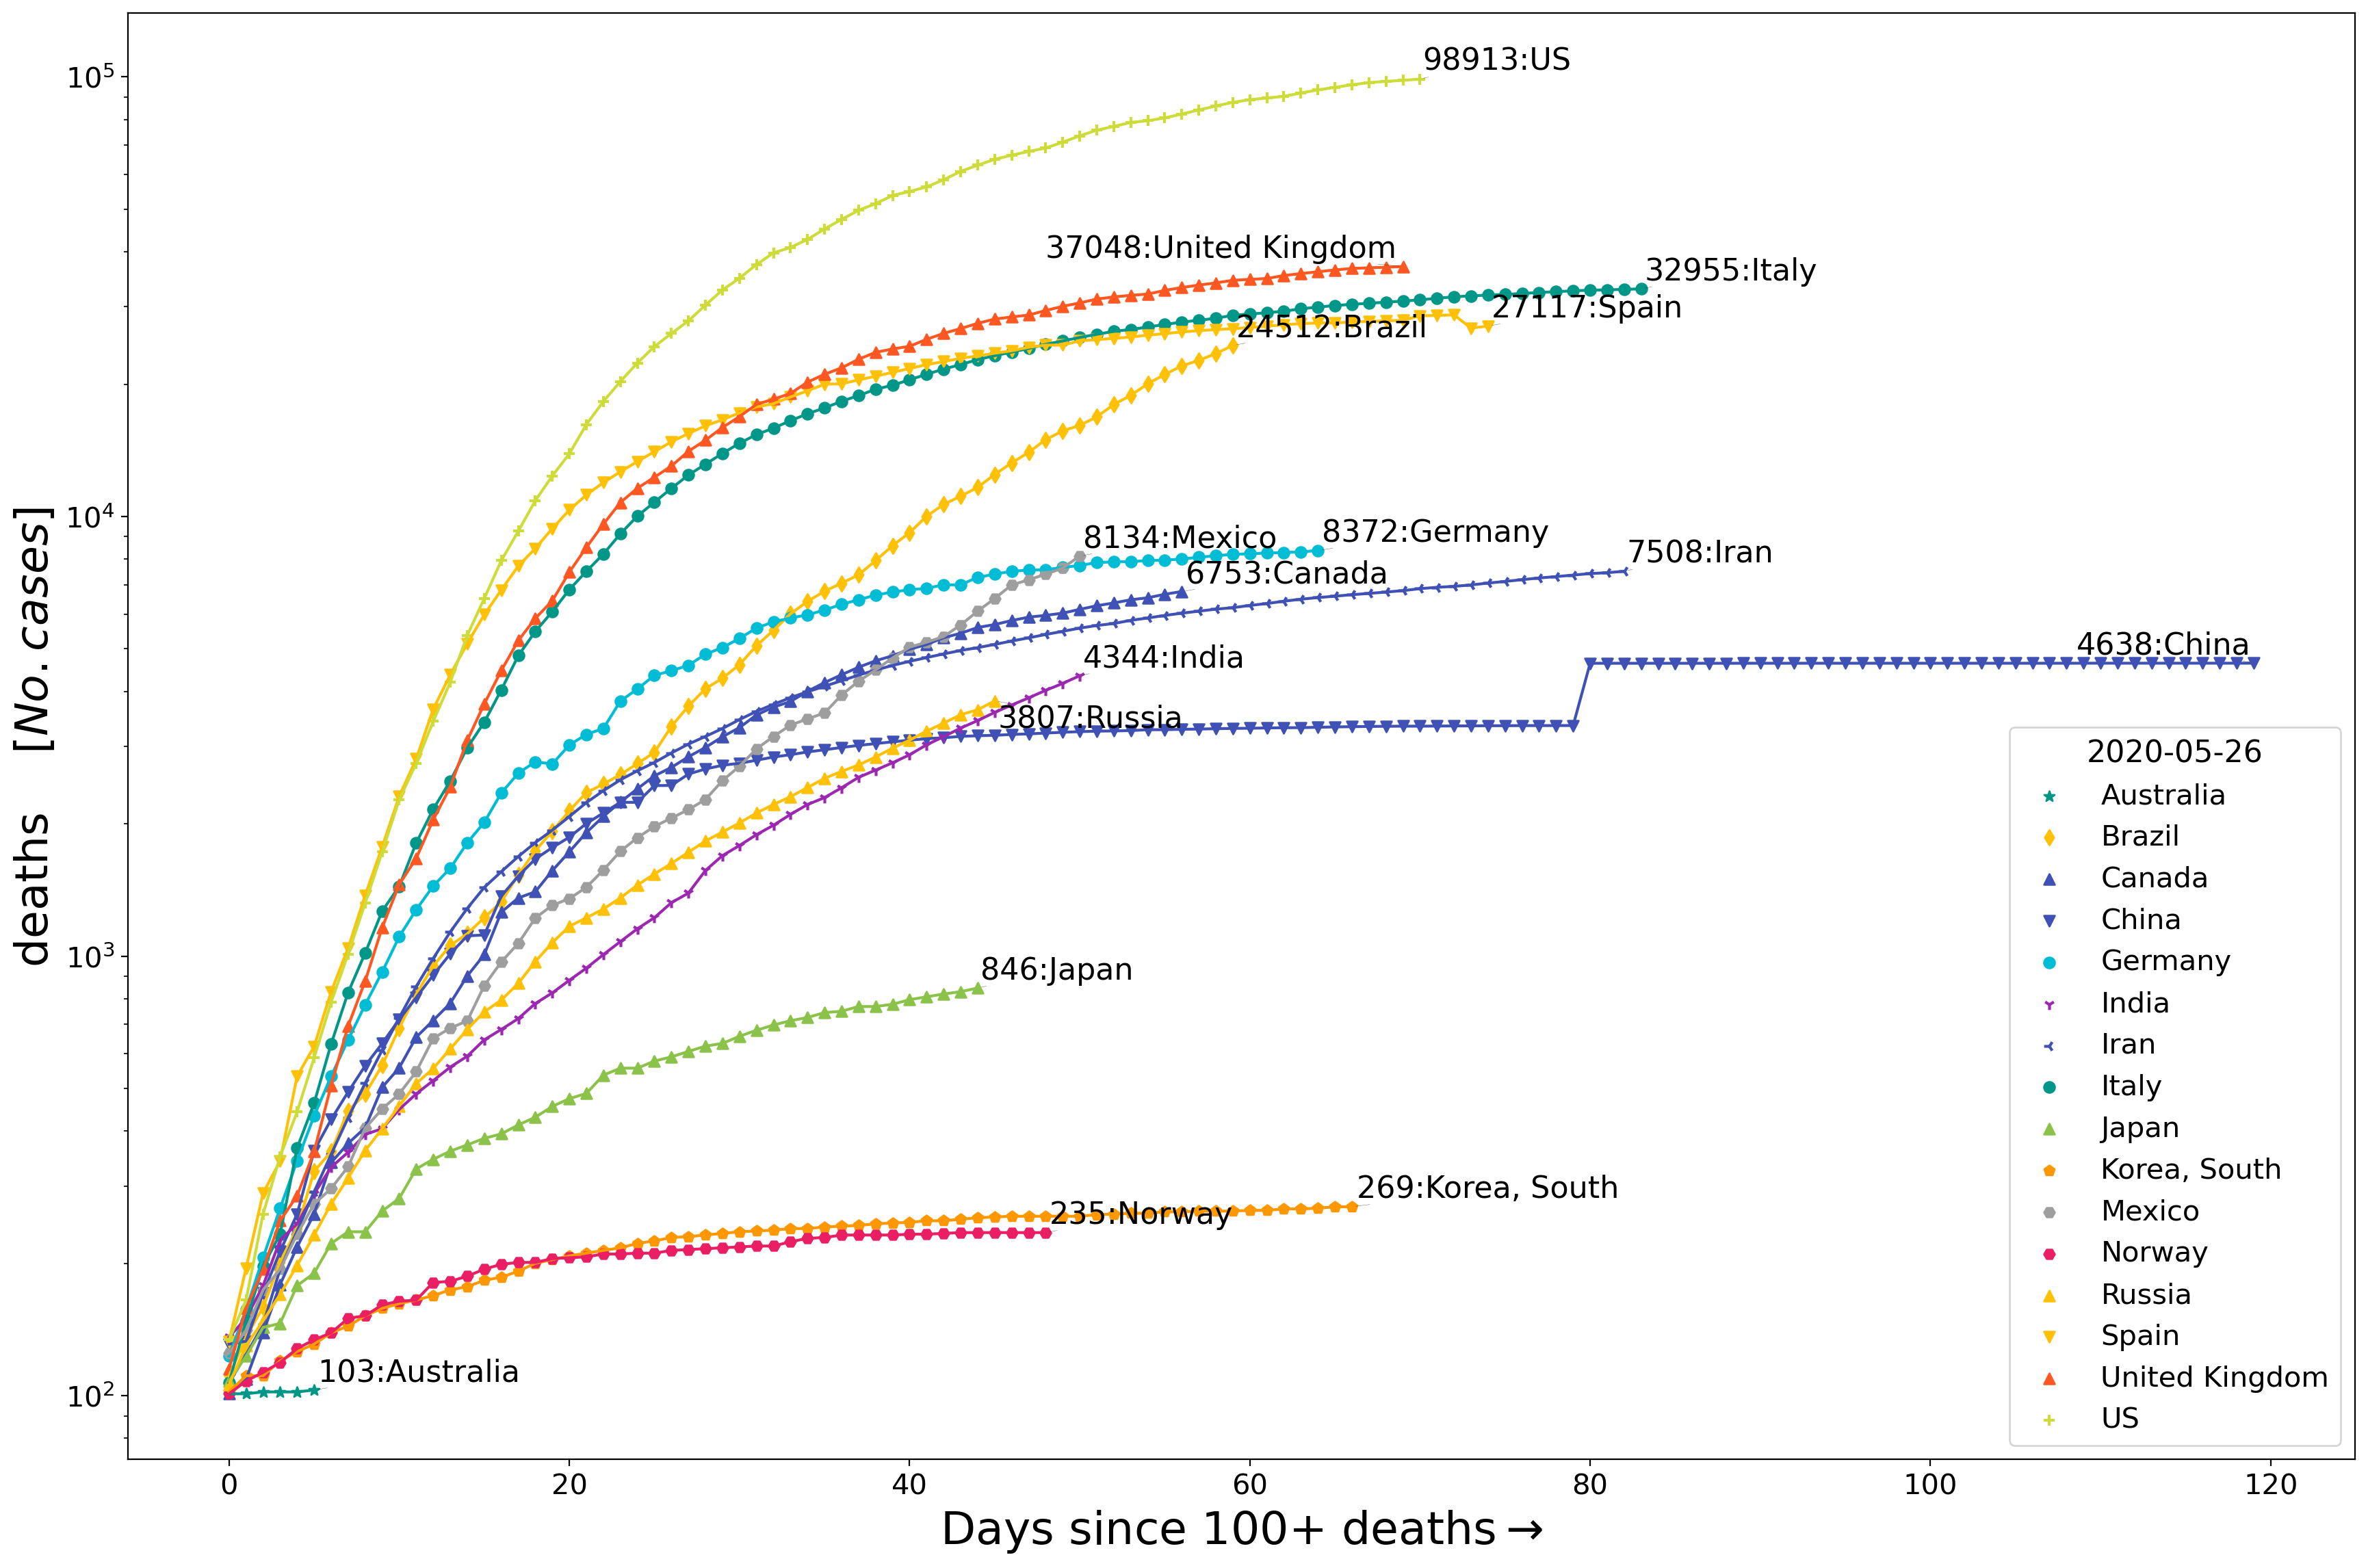 98913:US
37048:United Kingdom
32955:Italy
27117:Spain
24512:Brazil
8134:Mexico
8372:Germany
7508:Iran
6753:Canada
4638:China
4344:India
3807:Russia
846:Japan
269:Korea, South
235:Norway
103:Australia
10^5
10^4
10^3
10^2
deaths [No. cases]
0 20 40 60 80 100 120
Days since 100+ deaths→
2020-05-26
Australia
Brazil
Canada
China
Germany
India
Iran
Italy
Japan
Korea, South
Mexico
Norway
Russia
Spain
United Kingdom
US